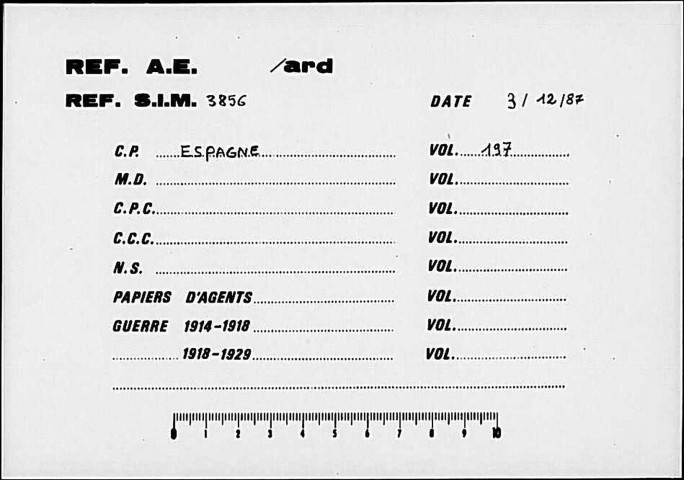 REF. A.E. /ard
REF. S.I.M. 3856 DATE 3/12/87
C.P. ESPAGNE VOL. 197
M.D. VOL.
C.P.C. VOL.
C.C.C. VOL.
N.S. VOL.
PAPIERS D'AGENTS VOL.
GUERRE 1914-1918 VOL.
1918-1929 VOL.
0 1 2 3 4 5 6 7 8 9 10